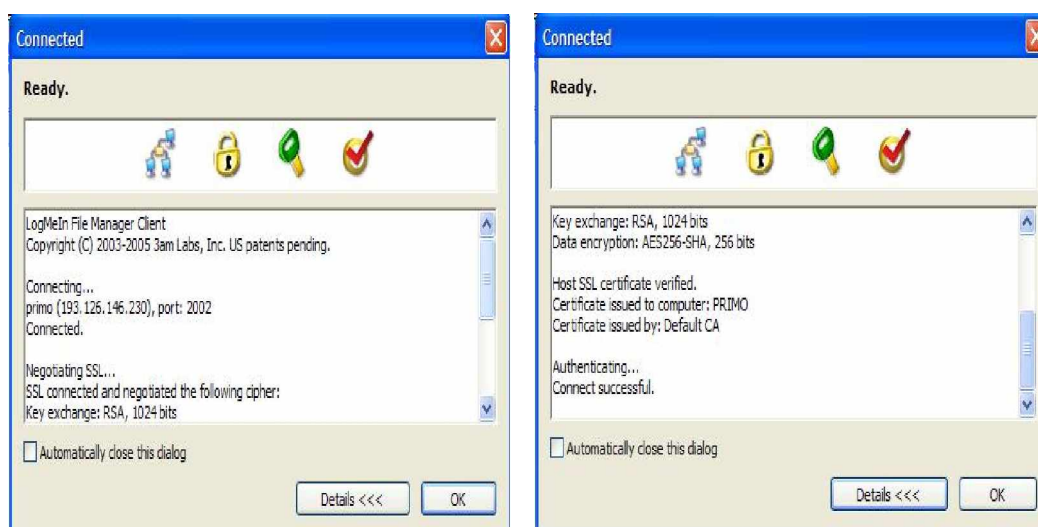 Connected
Ready.
LogMeIn File Manager Client
Copyright (C) 2003-2005 3am Labs, Inc. US patents pending.
Connecting...
primo (193.126.146.230), port: 2002
Connected.
Negotiating SSL...
SSL connected and negotiated the following cipher:
Key exchange: RSA, 1024 bits
Automatically close this dialog
Details <<<
OK
Connected
Ready.
Key exchange: RSA, 1024 bits
Data encryption: AES256-SHA, 256 bits
Host SSL certificate verified.
Certificate issued to computer: PRIMO
Certificate issued by: Default CA
Authenticating...
Connect successful.
Automatically close this dialog
Details <<<
OK